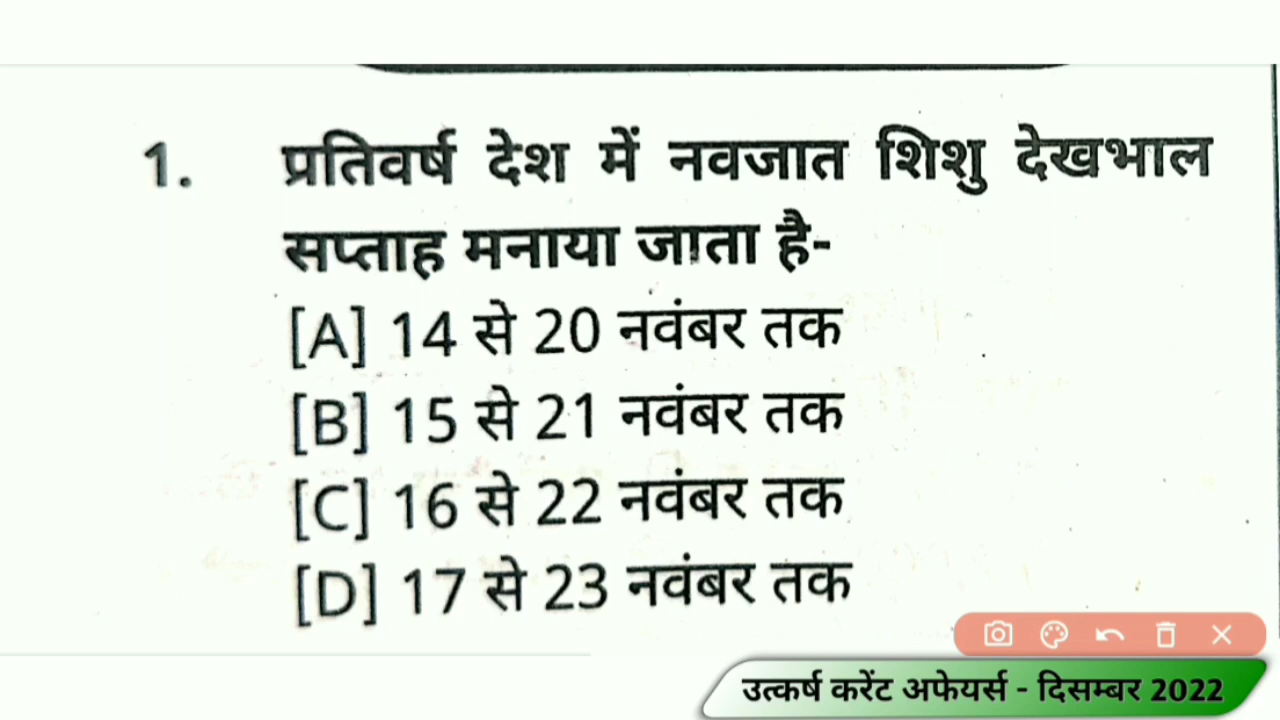 1. प्रतिवर्ष देश में नवजात शिशु देखभाल
सप्ताह मनाया जाता है-
[A] 14 से 20 नवंबर तक
[B] 15 से 21 नवंबर तक
[C] 16 से 22 नवंबर तक
[D] 17 से 23 नवंबर तक
उत्कर्ष करेंट अफेयर्स - दिसम्बर 2022